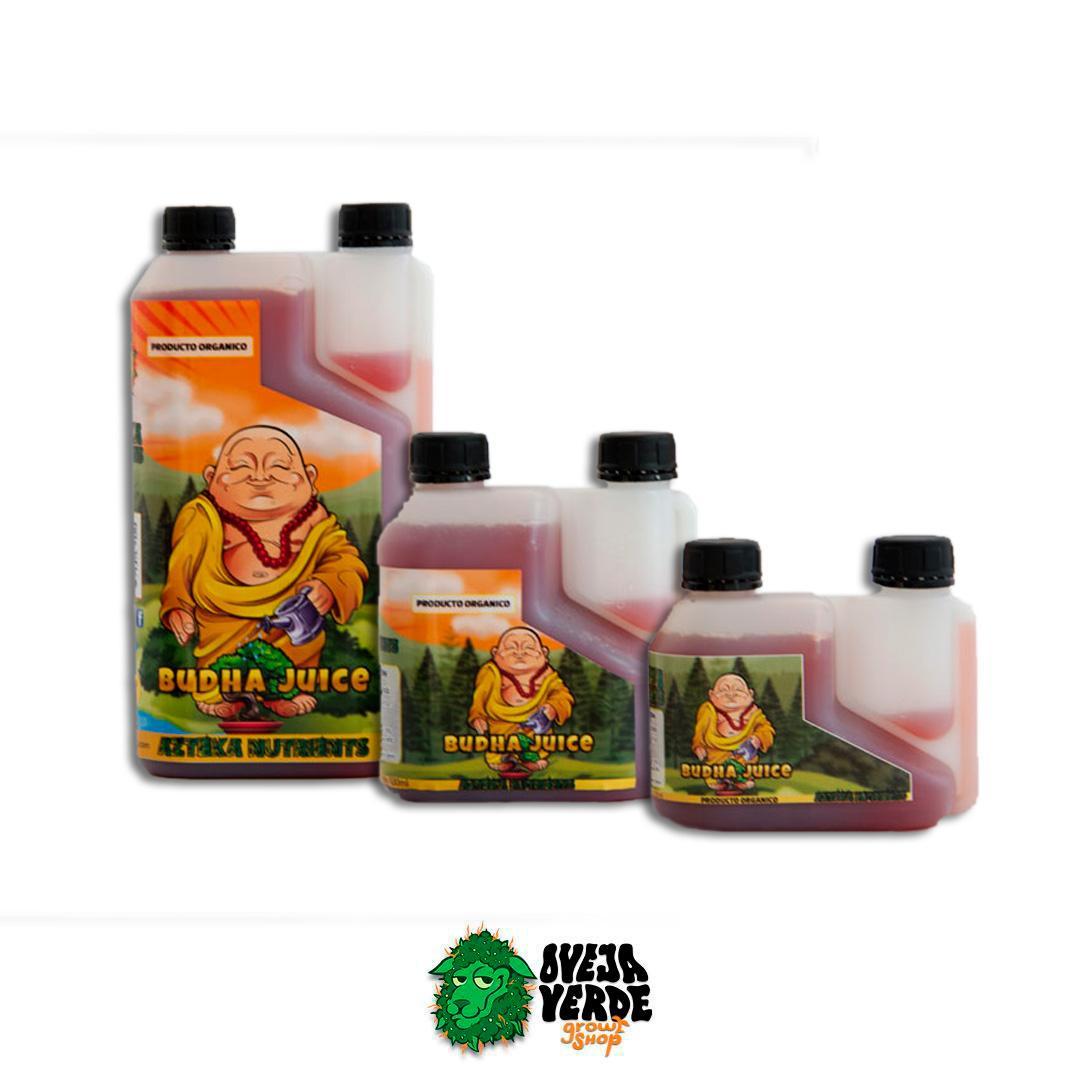 PRODUCTO ORGANICO
BUDHA JUICE
AZTEKA NUTRIENTS
PRODUCTO ORGANICO
BUDHA JUICE
BUDHA JUICE
PRODUCTO ORGANICO
OVEJA
VERDE
grow
SHOP